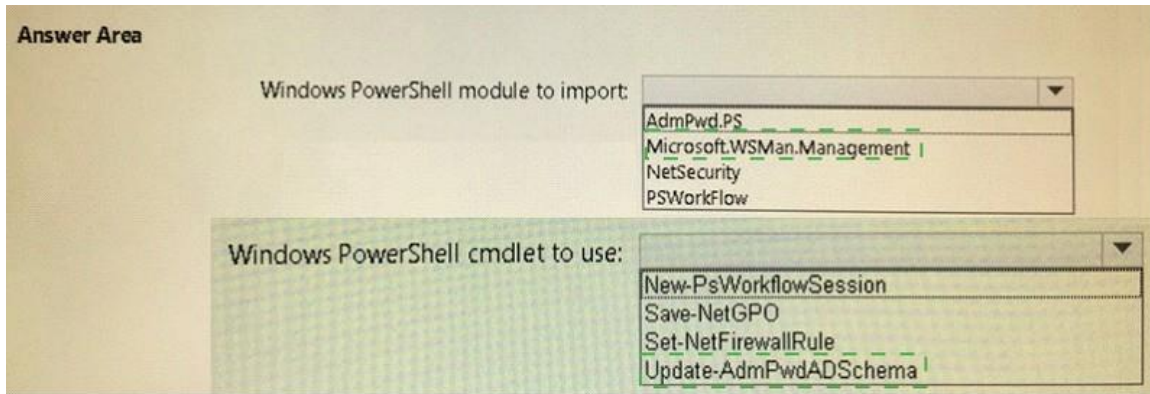 Answer Area
Windows PowerShell module to import:
AdmPwd.PS
Microsoft.WSMan.Management
NetSecurity
PSWorkFlow
Windows PowerShell cmdlet to use:
New-PsWorkflowSession
Save-NetGPO
Set-NetFirewallRule
Update-AdmPwdADSchema